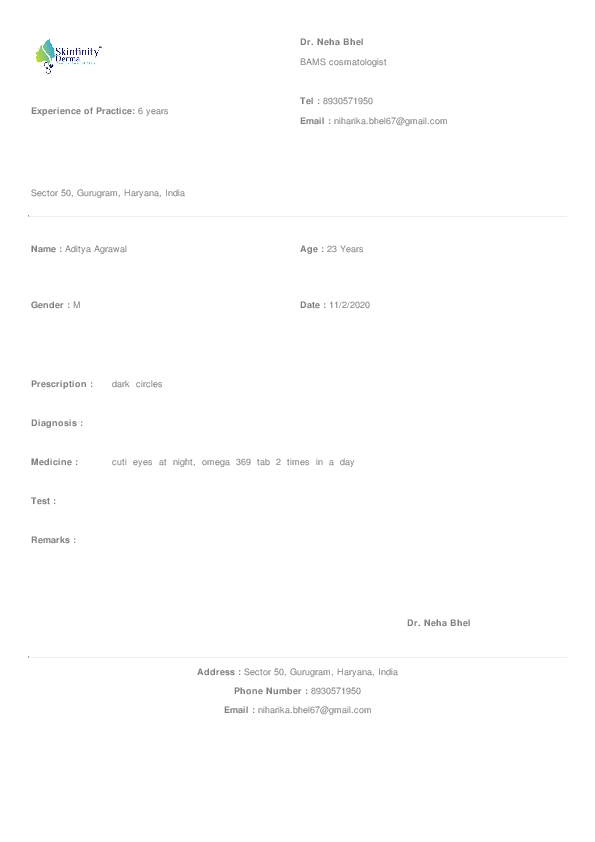 Skinfinity™
Derma
Dr. Neha Bhel
BAMS cosmatologist
Experience of Practice: 6 years
Tel : 8930571950
Email : niharika.bhel67@gmail.com
Sector 50, Gurugram, Haryana, India
Name : Aditya Agrawal
Age : 23 Years
Gender : M
Date : 11/2/2020
Prescription : dark circles
Diagnosis :
Medicine : cuti eyes at night, omega 369 tab 2 times in a day
Test :
Remarks :
Dr. Neha Bhel
Address : Sector 50, Gurugram, Haryana, India
Phone Number : 8930571950
Email : niharika.bhel67@gmail.com